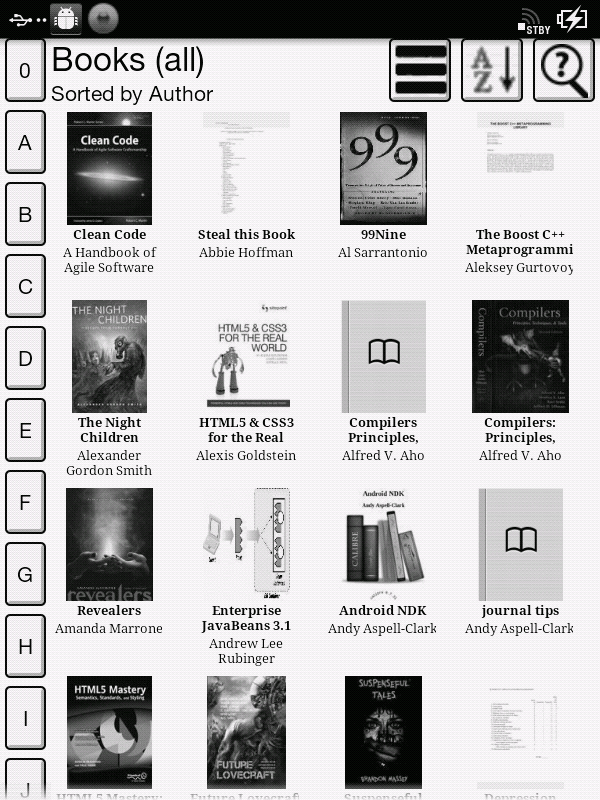 STBY
0
Books (all)
Sorted by Author
A
Z
?
A
B
C
D
E
F
G
H
I
J
Clean Code
A Handbook of Agile Software Craftsmanship
Clean Code
A Handbook of
Agile Software
Steal this Book
Abbie Hoffman
999
99Nine
Al Sarrantonio
THE BOOST C++ METAPROGRAMMING
LIBRARY
The Boost C++
Metaprogrammi
Aleksey Gurtovoy
THE NIGHT
CHILDREN
ALEXANDER GORDON SMITH
The Night
Children
Alexander
Gordon Smith
HTML5 & CSS3
FOR THE REAL
WORLD
HTML5 & CSS3
for the Real
Alexis Goldstein
Compilers
Principles,
Alfred V. Aho
Compilers
Compilers
Principles, Techniques, & Tools
Compilers:
Principles,
Alfred V. Aho
revealers
Revealers
Amanda Marrone
Enterprise
JavaBeans 3.1
Andrew Lee
Rubinger
Android NDK
Andy Aspell-Clark
CALIBRE
Android NDK
Andy Aspell-Clark
journal tips
Andy Aspell-Clark
HTML5 Mastery
Semantics, Standards, and Styling
HTML5 Mastery:
FUTURE
LOVECRAFT
Future Lovecraft
SUSPENSEFUL
TALES
BRANDON MASSEY
Suspenseful
Depression